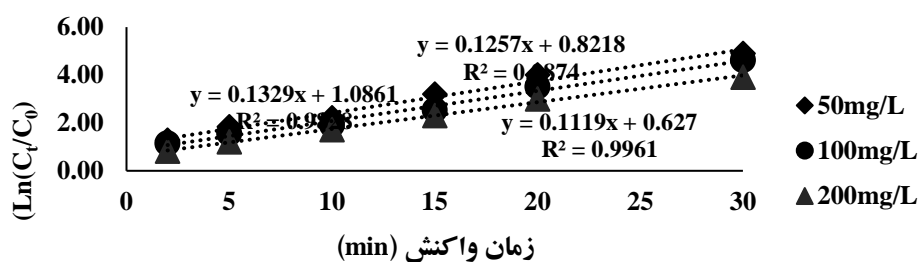 (Ln(Cₜ/C₀)
6.00
4.00
2.00
0.00
y = 0.1257x + 0.8218
y = 0.1329x + 1.0861
y = 0.1119x + 0.627
R² = 0.9961
0 5 10 15 20 25 30
زمان واکنش (min)
50mg/L
100mg/L
200mg/L